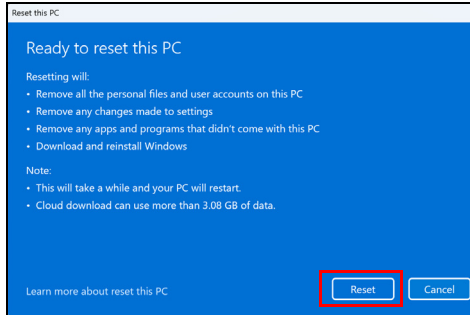 Reset this PC
Ready to reset this PC
Resetting will:
• Remove all the personal files and user accounts on this PC
• Remove any changes made to settings
• Remove any apps and programs that didn't come with this PC
• Download and reinstall Windows
Note:
• This will take a while and your PC will restart.
• Cloud download can use more than 3.08 GB of data.
Learn more about reset this PC
Reset
Cancel